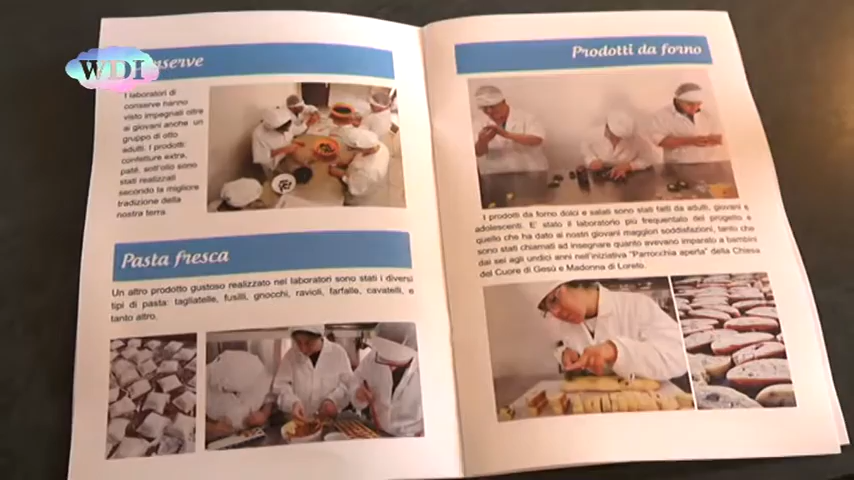 WDI
Conserve
I laboratori di
conserve hanno
visto impegnati oltre
ai giovani anche un
gruppo di otto
adulti. I prodotti:
confetture extra,
patè, sott'olio sono
stati realizzati
secondo la migliore
tradizione della
nostra terra.
Pasta fresca
Un altro prodotto gustoso realizzato nei laboratori sono stati i diversi
tipi di pasta: tagliatelle, fusilli, gnocchi, ravioli, farfalle, cavatelli, e
tanto altro.
Prodotti da forno
I prodotti da forno dolci e salati sono stati fatti da adulti, giovani e
adolescenti. E' stato il laboratorio più frequentato del progetto e
quello che ha dato ai nostri giovani maggiori soddisfazioni, tanto che
sono stati chiamati ad insegnare quanto avevano imparato a bambini
dai sei agli undici anni nell'iniziativa "Parrocchia aperta" della Chiesa
del Cuore di Gesù e Madonna di Loreto.